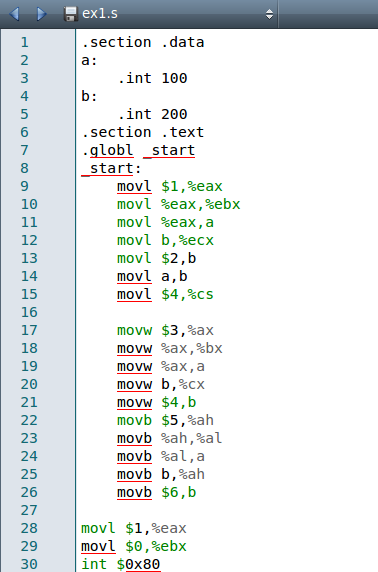 ex1.s
1 .section .data
2 a:
3 .int 100
4 b:
5 .int 200
6 .section .text
7 .globl _start
8 _start:
9 movl $1,%eax
10 movl %eax,%ebx
11 movl %eax,a
12 movl b,%ecx
13 movl $2,b
14 movl a,b
15 movl $4,%cs
16
17 movw $3,%ax
18 movw %ax,%bx
19 movw %ax,a
20 movw b,%cx
21 movw $4,b
22 movb $5,%ah
23 movb %ah,%al
24 movb %al,a
25 movb b,%ah
26 movb $6,b
27
28 movl $1,%eax
29 movl $0,%ebx
30 int $0x80